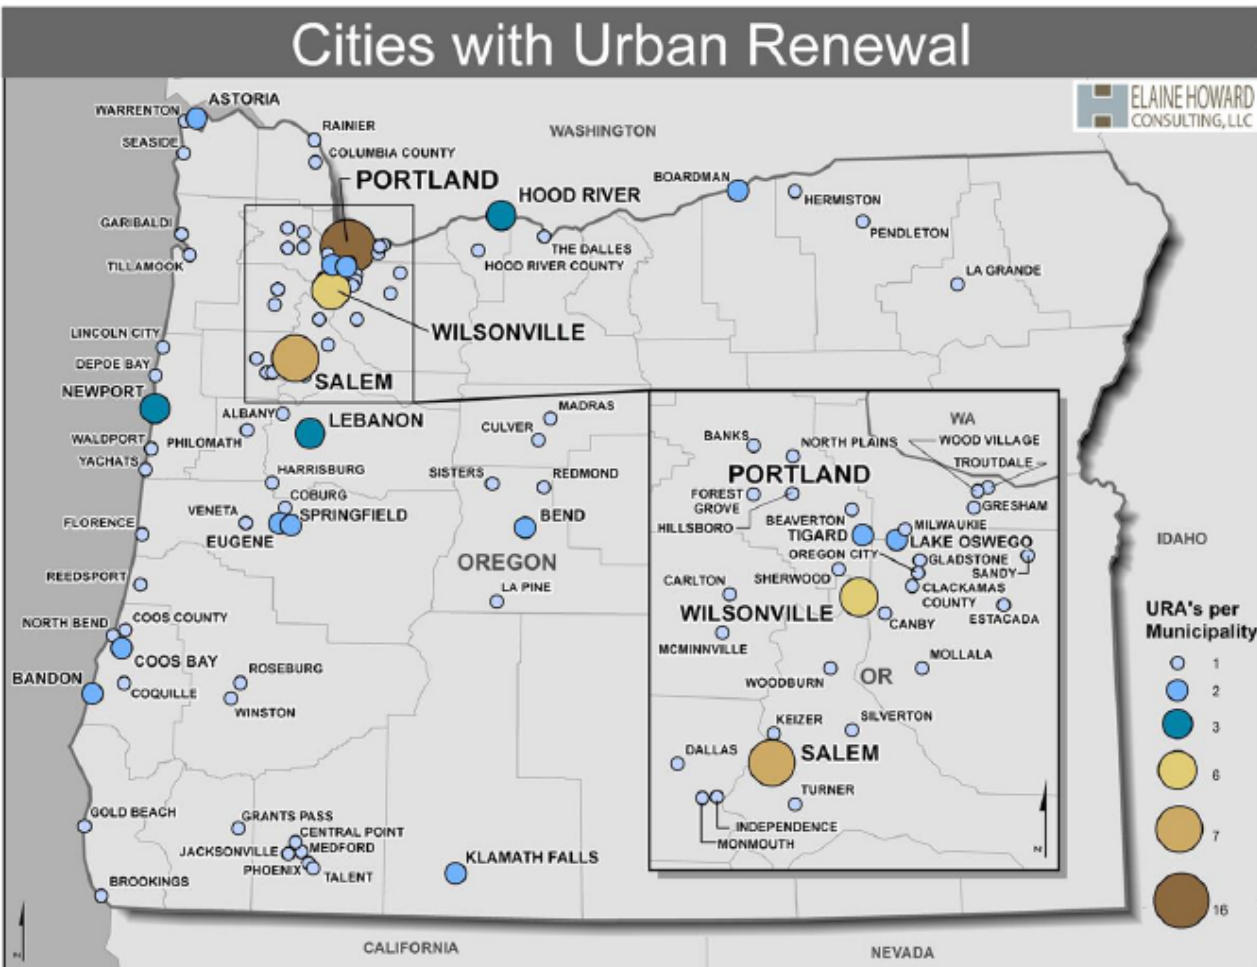 Cities with Urban Renewal
ELAINE HOWARD
CONSULTING, LLC
WARRENTON
ASTORIA
SEASIDE
RAINIER
COLUMBIA COUNTY
WASHINGTON
PORTLAND
HOOD RIVER
BOARDMAN
HERMISTON
PENDLETON
GARIBALDI
TILLAMOOK
THE DALLES
HOOD RIVER COUNTY
LA GRANDE
LINCOLN CITY
WILSONVILLE
DEPOE BAY
NEWPORT
SALEM
ALBANY
LEBANON
MADRAS
CULVER
WALDPORT
PHILOMATH
YACHATS
HARRISBURG
SISTERS
REDMOND
COBURG
VENETA
SPRINGFIELD
BEND
FLORENCE
EUGENE
OREGON
REEDSPORT
LA PINE
NORTH BEND
COOS COUNTY
COOS BAY
BANDON
COQUILLE
ROSEBURG
WINSTON
GOLD BEACH
GRANTS PASS
CENTRAL POINT
JACKSONVILLE
MEDFORD
PHOENIX
TALENT
KLAMATH FALLS
BROOKINGS
N
CALIFORNIA
NEVADA
IDAHO
WA
BANKS
NORTH PLAINS
WOOD VILLAGE
TROUTDALE
PORTLAND
FOREST
GROVE
GRESHAM
HILLSBORO
BEAVERTON
MILWAUKIE
TIGARD
LAKE OSWEGO
OREGON CITY
GLADSTONE
SANDY
SHERWOOD
CARLTON
CLACKAMAS
COUNTY
ESTACADA
WILSONVILLE
CANBY
MCMINNVILLE
MOLLALA
WOODBURN
OR
KEIZER
SILVERTON
DALLAS
SALEM
TURNER
INDEPENDENCE
MONMOUTH
N
URA's per
Municipality
1
2
3
6
7
16